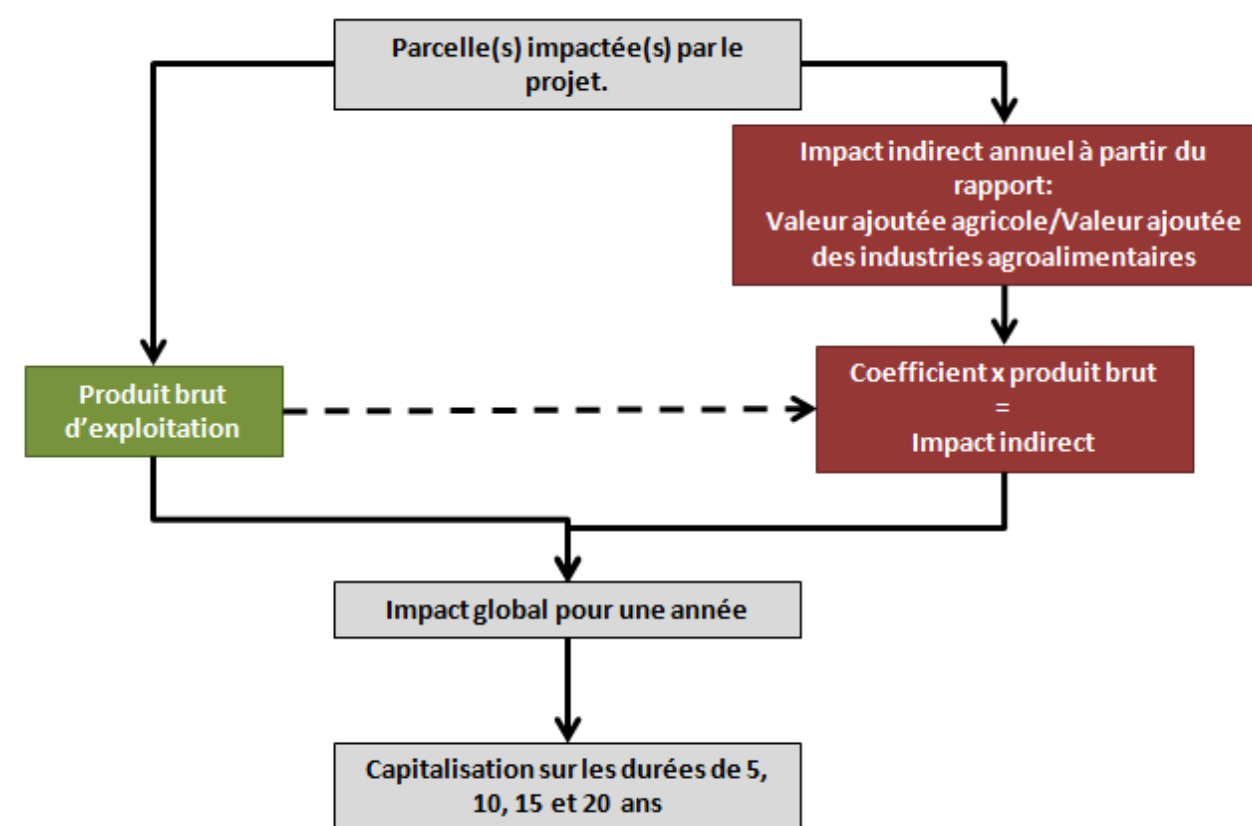 Parcelle(s) impactée(s) par le
projet.
Impact indirect annuel à partir du
rapport:
Valeur ajoutée agricole/Valeur ajoutée
des industries agroalimentaires
Produit brut
d’exploitation
Coefficient x produit brut
=
Impact indirect
Impact global pour une année
Capitalisation sur les durées de 5,
10, 15 et 20 ans